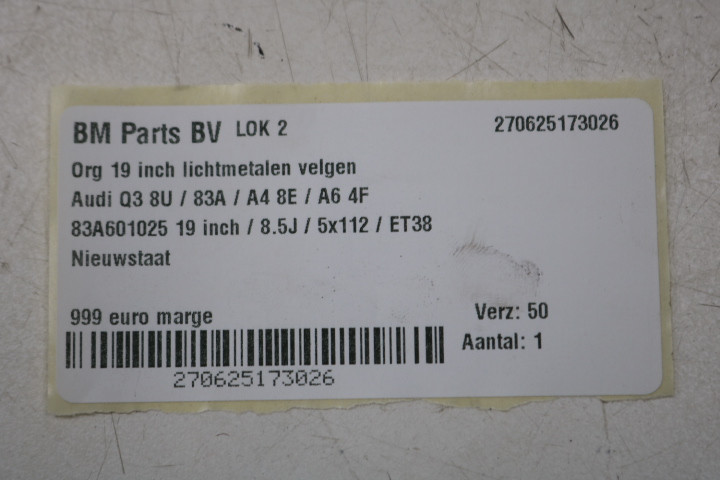 BM Parts BV LOK 2 270625173026
Org 19 inch lichtmetalen velgen
Audi Q3 8U / 83A / A4 8E / A6 4F
83A601025 19 inch / 8.5J / 5x112 / ET38
Nieuwstaat
999 euro marge Verz: 50
Aantal: 1
270625173026